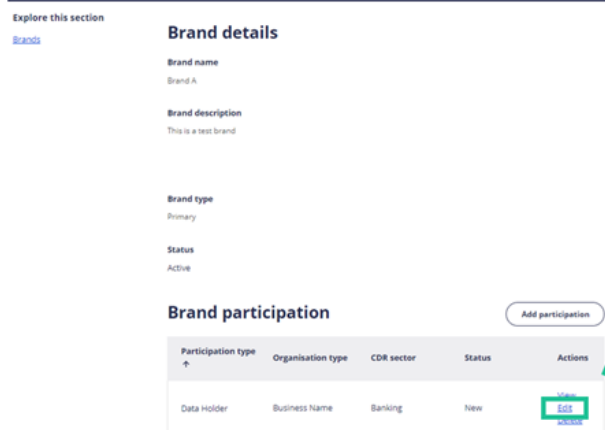 Explore this section
Brands
Brand details
Brand name
Brand A
Brand description
This is a test brand
Brand type
Primary
Status
Active
Brand participation
Add participation
Participation type ↑
Organisation type
CDR sector
Status
Actions
Data Holder
Business Name
Banking
New
View
Edit
Delete